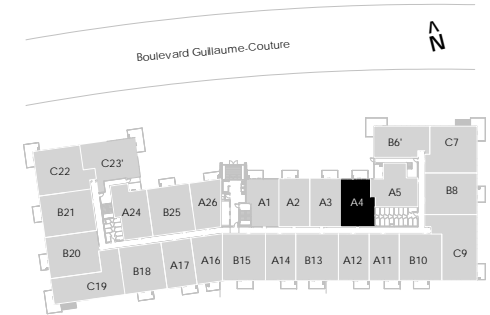 Boulevard Guillaume-Couture
N
B6' C7
C22 C23'
A5 B8
A24 B25 A26 A1 A2 A3 A4
B21
B20
C19 B18 A17 A16 B15 A14 B13 A12 A11 B10 C9